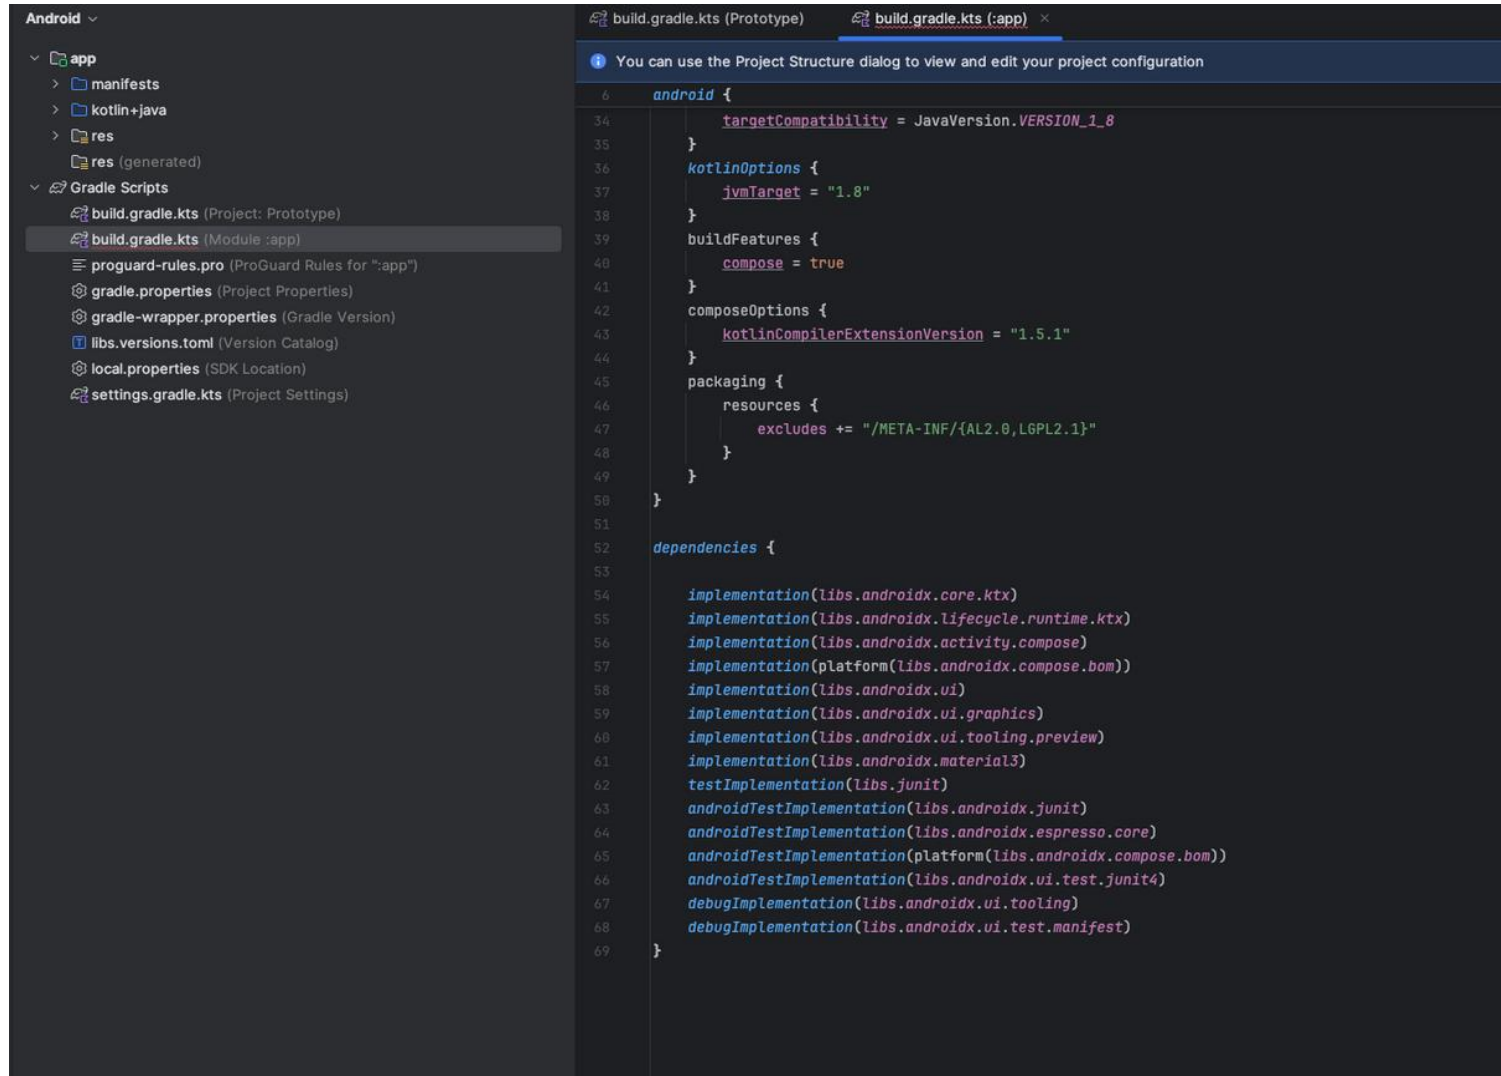 Android
app
manifests
kotlin+java
res
res (generated)
Gradle Scripts
build.gradle.kts (Project: Prototype)
build.gradle.kts (Module :app)
proguard-rules.pro (ProGuard Rules for ":app")
gradle.properties (Project Properties)
gradle-wrapper.properties (Gradle Version)
libs.versions.toml (Version Catalog)
local.properties (SDK Location)
settings.gradle.kts (Project Settings)
build.gradle.kts (Prototype)
build.gradle.kts (:app)
You can use the Project Structure dialog to view and edit your project configuration
6 android {
34 targetCompatibility = JavaVersion.VERSION_1_8
35 }
36 kotlinOptions {
37 jvmTarget = "1.8"
38 }
39 buildFeatures {
40 compose = true
41 }
42 composeOptions {
43 kotlinCompilerExtensionVersion = "1.5.1"
44 }
45 packaging {
46 resources {
47 excludes += "/META-INF/{AL2.0,LGPL2.1}"
48 }
49 }
50 }
51
52 dependencies {
53
54 implementation(libs.androidx.core.ktx)
55 implementation(libs.androidx.lifecycle.runtime.ktx)
56 implementation(libs.androidx.activity.compose)
57 implementation(platform(libs.androidx.compose.bom))
58 implementation(libs.androidx.ui)
59 implementation(libs.androidx.ui.graphics)
60 implementation(libs.androidx.ui.tooling.preview)
61 implementation(libs.androidx.material3)
62 testImplementation(libs.junit)
63 androidTestImplementation(libs.androidx.junit)
64 androidTestImplementation(libs.androidx.espresso.core)
65 androidTestImplementation(platform(libs.androidx.compose.bom))
66 androidTestImplementation(libs.androidx.ui.test.junit4)
67 debugImplementation(libs.androidx.ui.tooling)
68 debugImplementation(libs.androidx.ui.test.manifest)
69 }